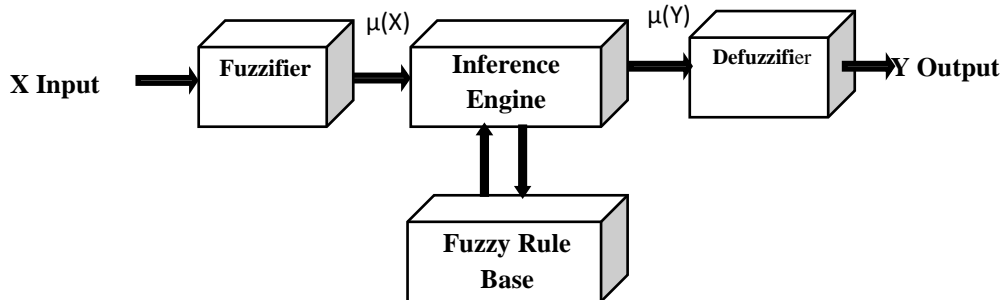 μ(X)
μ(Y)
X Input
Fuzzifier
Inference
Engine
Defuzzifier
Y Output
Fuzzy Rule
Base